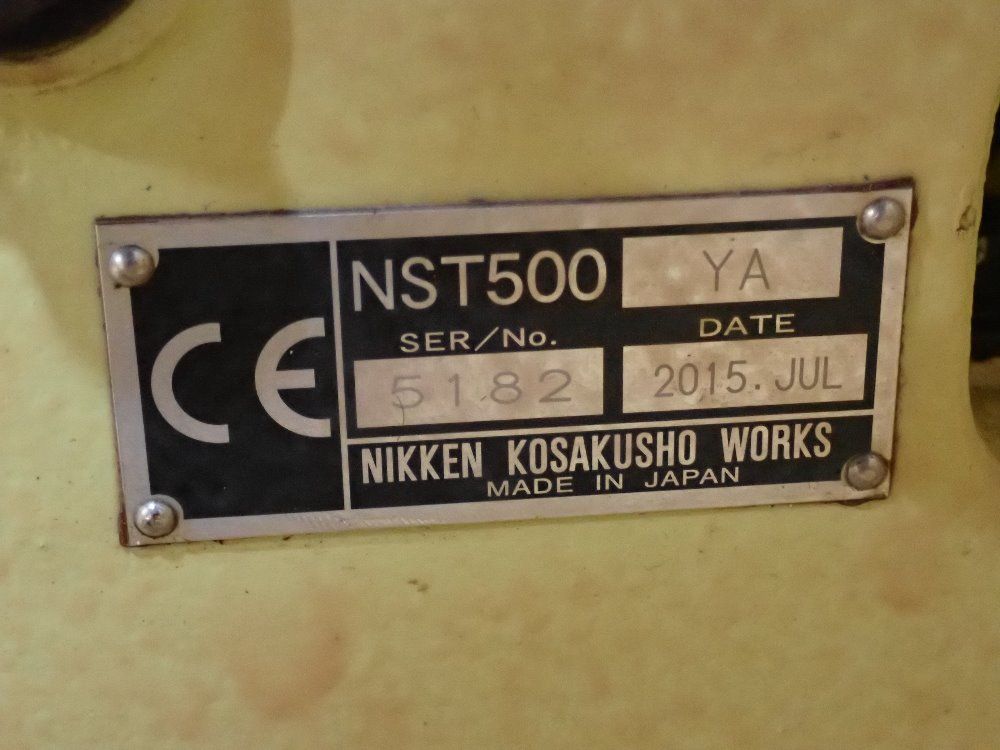 CE
NST500 YA
SER/No. DATE
5182 2015. JUL
NIKKEN KOSAKUSHO WORKS
MADE IN JAPAN